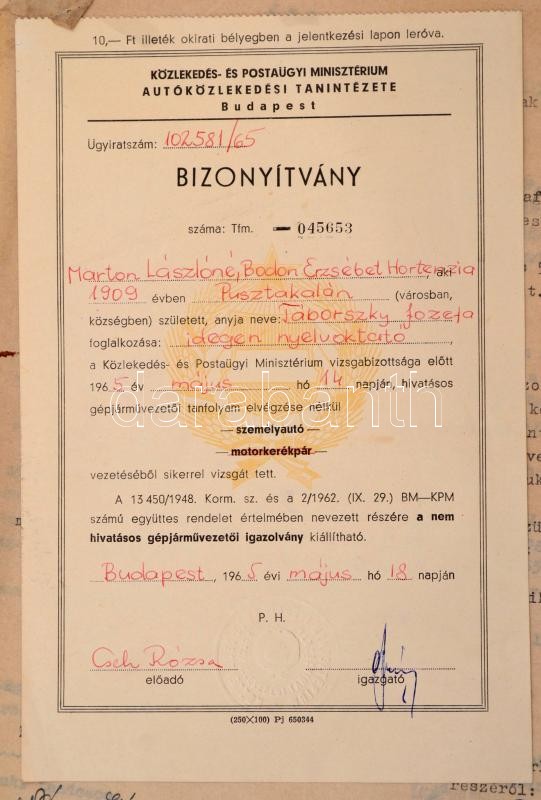 10,— Ft illeték okirati bélyegben a jelentkezési lapon leróva.
KÖZLEKEDÉS- ÉS POSTAÜGYI MINISZTÉRIUM
AUTÓKÖZLEKEDÉSI TANINTÉZETE
Budapest
Ügyiratszám: 102581/65
BIZONYÍTVÁNY
száma: Tfm. — 045653
Marton Lászlóné, Bodon Erzsébet Hortenzia, aki
1909 évben Pusztakalán (városban,
községben) született, anyja neve: Táborszky Jozefa
foglalkozása: idegen nyelvoktató,
a Közlekedés- és Postaügyi Minisztérium vizsgabizottsága előtt
1965 év május hó 14 napján, hivatásos
gépjárművezetői tanfolyam elvégzése nélkül
—személyautó—
—motorkerékpár—
vezetéséből sikerrel vizsgát tett.
A 13 450/1948. Korm. sz. és a 2/1962. (IX. 29.) BM—KPM
számú együttes rendelet értelmében nevezett részére a nem
hivatásos gépjárművezetői igazolvány kiállítható.
Budapest, 1965 évi május hó 18 napján
P. H.
Cseh Rózsa
előadó igazgató
(250×100) Pj 650344
darabanth
részéről: